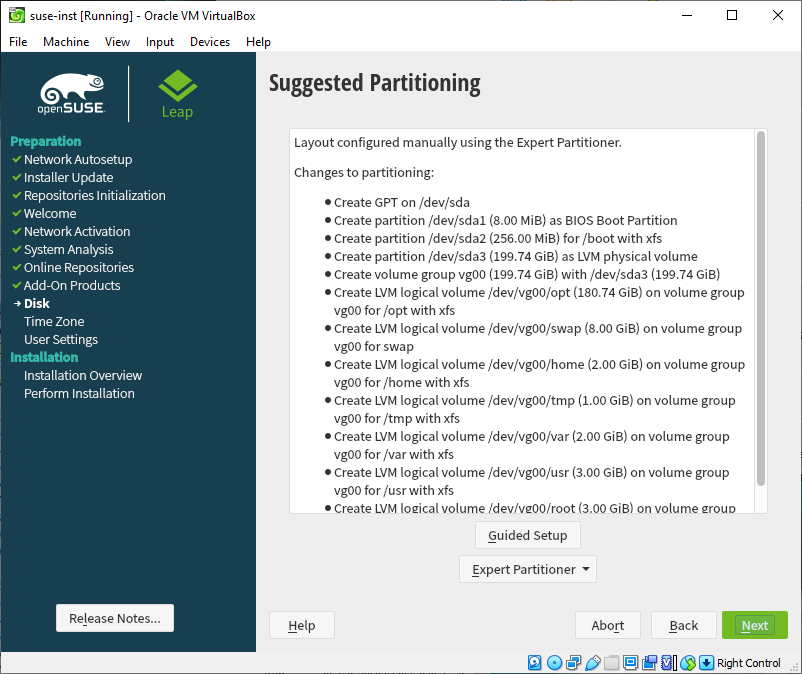 suse-inst [Running] - Oracle VM VirtualBox
File Machine View Input Devices Help
openSUSE
Leap
Preparation
Network Autosetup
Installer Update
Repositories Initialization
Welcome
Network Activation
System Analysis
Online Repositories
Add-On Products
Disk
Time Zone
User Settings
Installation
Installation Overview
Perform Installation
Release Notes...
Suggested Partitioning
Layout configured manually using the Expert Partitioner.
Changes to partitioning:
Create GPT on /dev/sda
Create partition /dev/sda1 (8.00 MiB) as BIOS Boot Partition
Create partition /dev/sda2 (256.00 MiB) for /boot with xfs
Create partition /dev/sda3 (199.74 GiB) as LVM physical volume
Create volume group vg00 (199.74 GiB) with /dev/sda3 (199.74 GiB)
Create LVM logical volume /dev/vg00/opt (180.74 GiB) on volume group
vg00 for /opt with xfs
Create LVM logical volume /dev/vg00/swap (8.00 GiB) on volume group
vg00 for swap
Create LVM logical volume /dev/vg00/home (2.00 GiB) on volume group
vg00 for /home with xfs
Create LVM logical volume /dev/vg00/tmp (1.00 GiB) on volume group
vg00 for /tmp with xfs
Create LVM logical volume /dev/vg00/var (2.00 GiB) on volume group
vg00 for /var with xfs
Create LVM logical volume /dev/vg00/usr (3.00 GiB) on volume group
vg00 for /usr with xfs
Create LVM logical volume /dev/vg00/root (3.00 GiB) on volume group
Guided Setup
Expert Partitioner
Help
Abort
Back
Next
Right Control